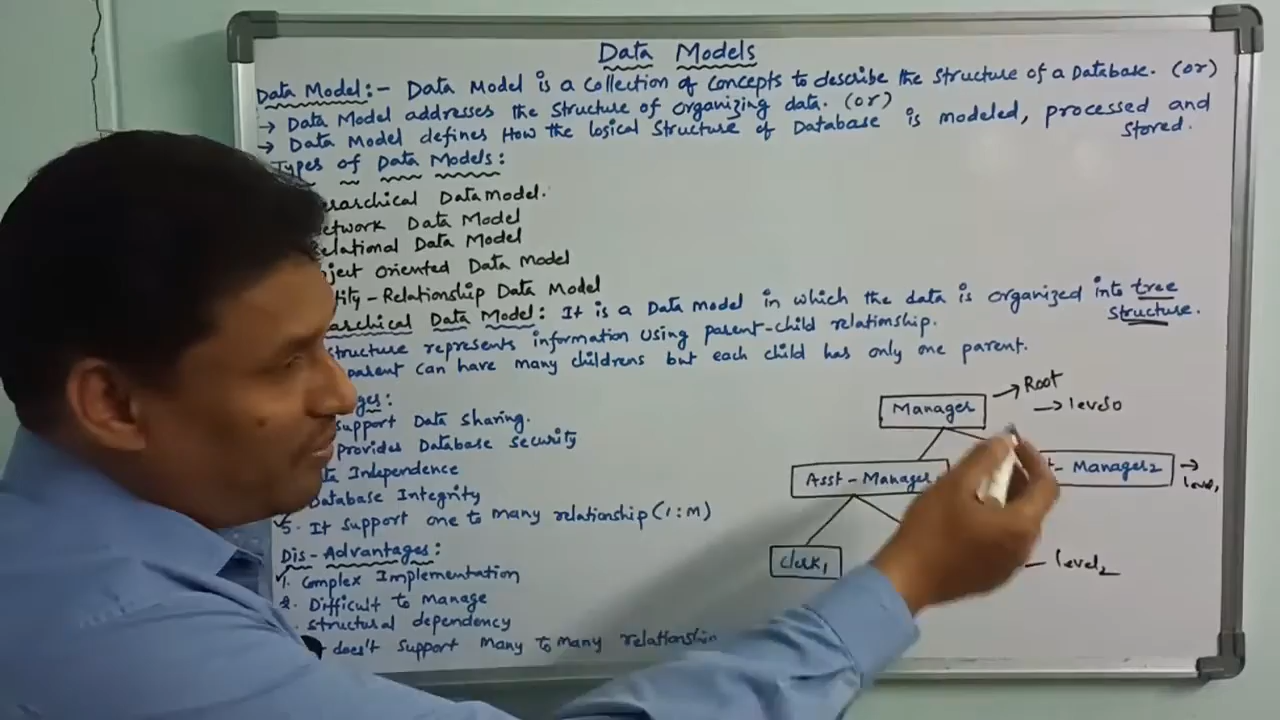 Data Models
Data Model:- Data Model is a collection of concepts to describe the structure of a Database. (or)
→ Data Model addresses the structure of organizing data. (or)
→ Data Model defines How the logical structure of Database is modeled, processed and
stored.
Types of Data Models:
rarchical Data model.
etwork Data Model
elational Data Model
ject oriented Data Model
tity-Relationship Data Model
archical Data Model: It is a Data model in which the data is organized into tree
structure.
structure represents information using parent-child relationship.
parent can have many childrens but each child has only one parent.
ges:
support Data sharing.
provides Database security
ta Independence
Database Integrity
5. It support one to many relationship (1:M)
Dis-Advantages:
1. Complex Implementation
2. Difficult to manage
. structural dependency
t does't support many to many relationship
Manager → Root
→ level0
Asst-Manager
t-Manager2 →
level1
clerk1
level2